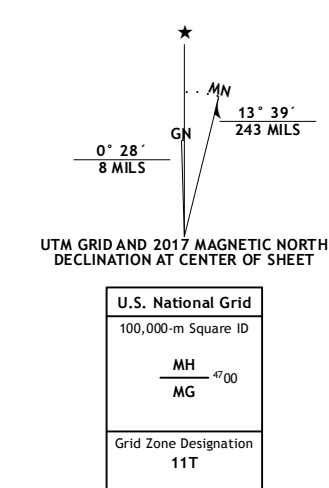 MN
GN
13° 39´
243 MILS
0° 28´
8 MILS
UTM GRID AND 2017 MAGNETIC NORTH
DECLINATION AT CENTER OF SHEET
U.S. National Grid
100,000-m Square ID
MH
4700
MG
Grid Zone Designation
11T